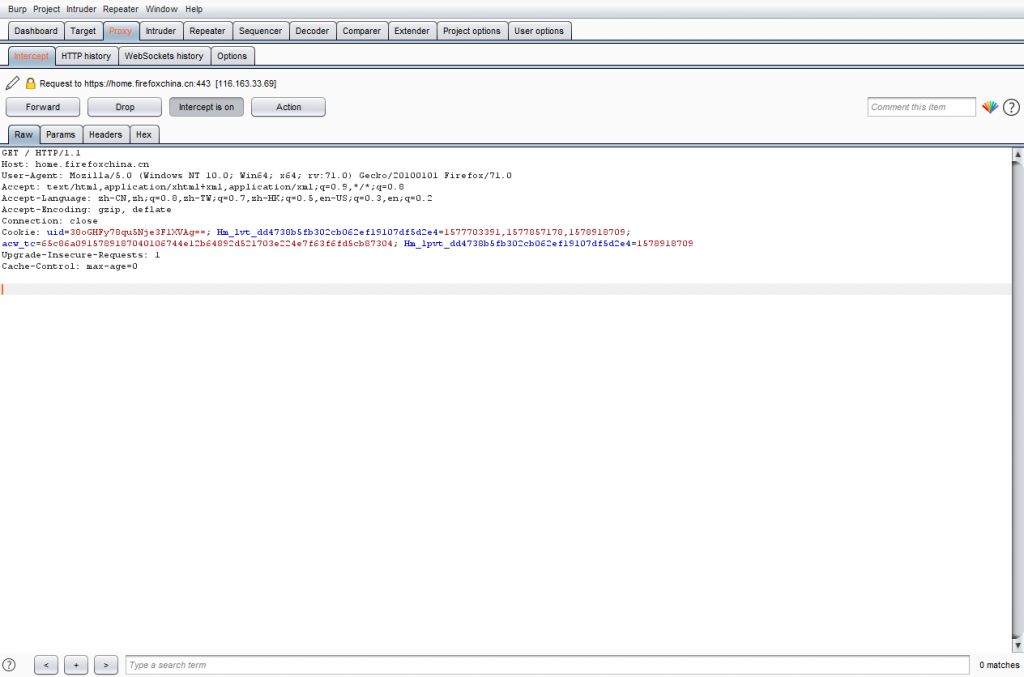 Burp Project Intruder Repeater Window Help
Dashboard Target Proxy Intruder Repeater Sequencer Decoder Comparer Extender Project options User options
Intercept HTTP history WebSockets history Options
Request to https://home.firefoxchina.cn:443 [116.163.33.69]
Forward Drop Intercept is on Action Comment this item ?
Raw Params Headers Hex
GET / HTTP/1.1
Host: home.firefoxchina.cn
User-Agent: Mozilla/5.0 (Windows NT 10.0; Win64; x64; rv:71.0) Gecko/20100101 Firefox/71.0
Accept: text/html,application/xhtml+xml,application/xml;q=0.9,*/*;q=0.8
Accept-Language: zh-CN,zh;q=0.8,zh-TW;q=0.7,zh-HK;q=0.5,en-US;q=0.3,en;q=0.2
Accept-Encoding: gzip, deflate
Connection: close
Cookie: uid=38oGHFy78qu5Nje3FlXVAg==; Hm_lvt_dd4738b5fb302cb062ef19107df5d2e4=1577703391,1577857178,1578918709;
acw_tc=65c86a0915789187040106744e12b64892d521703e224e7f63f6fd5cb87304; Hm_lpvt_dd4738b5fb302cb062ef19107df5d2e4=1578918709
Upgrade-Insecure-Requests: 1
Cache-Control: max-age=0
? < + > Type a search term 0 matches